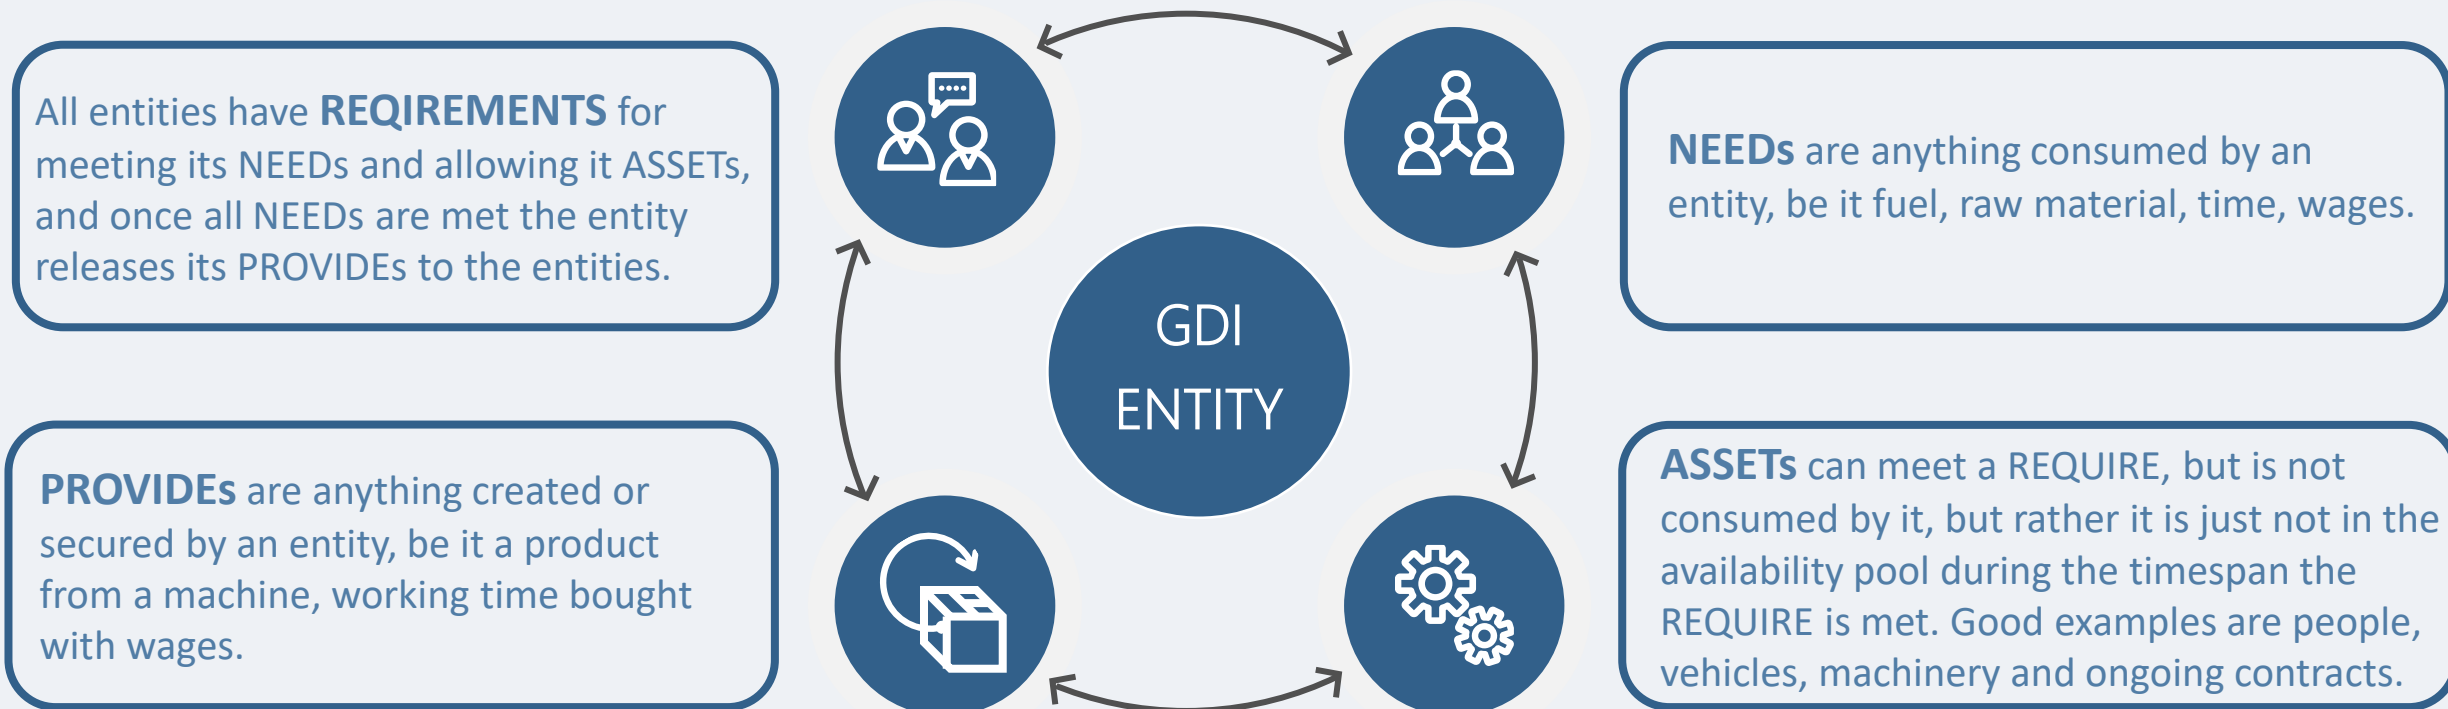 All entities have REQIREMENTS for
meeting its NEEDs and allowing it ASSETs,
and once all NEEDs are met the entity
releases its PROVIDEs to the entities.
NEEDs are anything consumed by an
entity, be it fuel, raw material, time, wages.
GDI
ENTITY
PROVIDEs are anything created or
secured by an entity, be it a product
from a machine, working time bought
with wages.
ASSETs can meet a REQUIRE, but is not
consumed by it, but rather it is just not in the
availability pool during the timespan the
REQUIRE is met. Good examples are people,
vehicles, machinery and ongoing contracts.